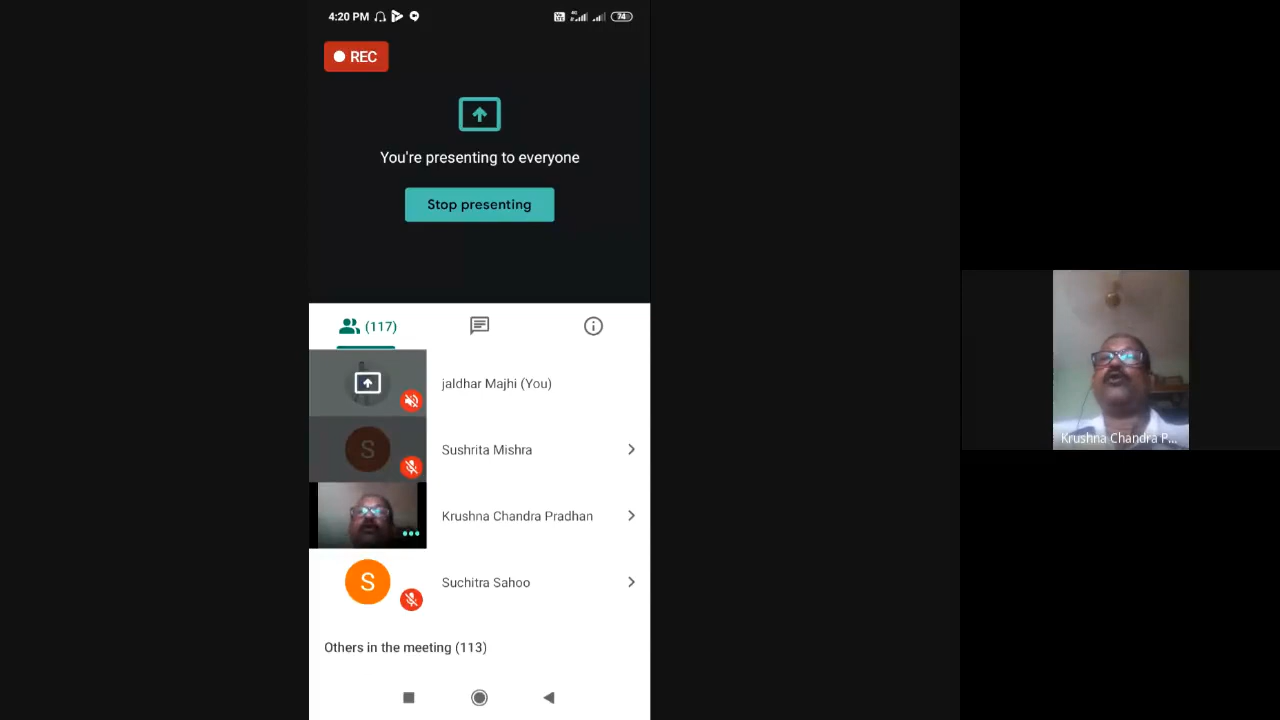 4:20 PM
74
REC
You're presenting to everyone
Stop presenting
(117)
jaldhar Majhi (You)
S
Sushrita Mishra
Krushna Chandra Pradhan
S
Suchitra Sahoo
Others in the meeting (113)
Krushna Chandra P...